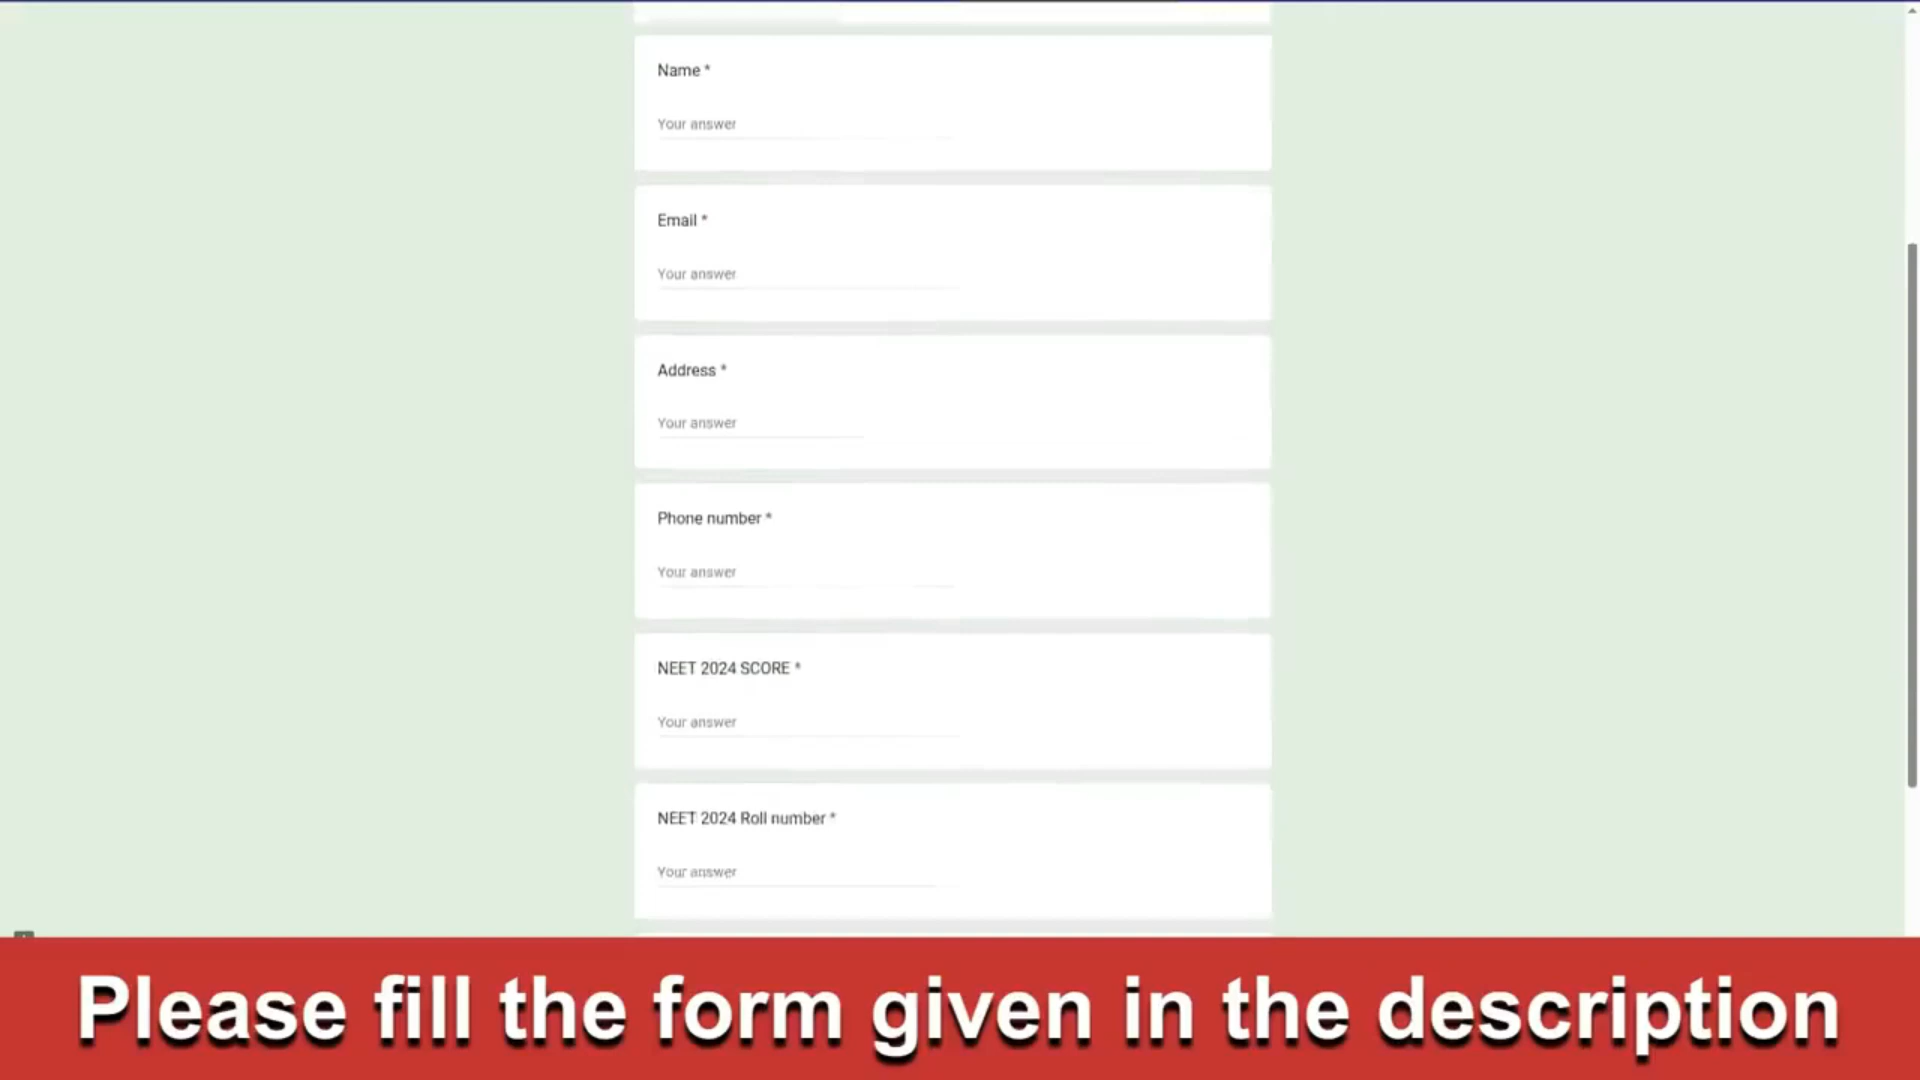 Name *
Your answer
Email *
Your answer
Address *
Your answer
Phone number *
Your answer
NEET 2024 SCORE *
Your answer
NEET 2024 Roll number *
Your answer
Please fill the form given in the description